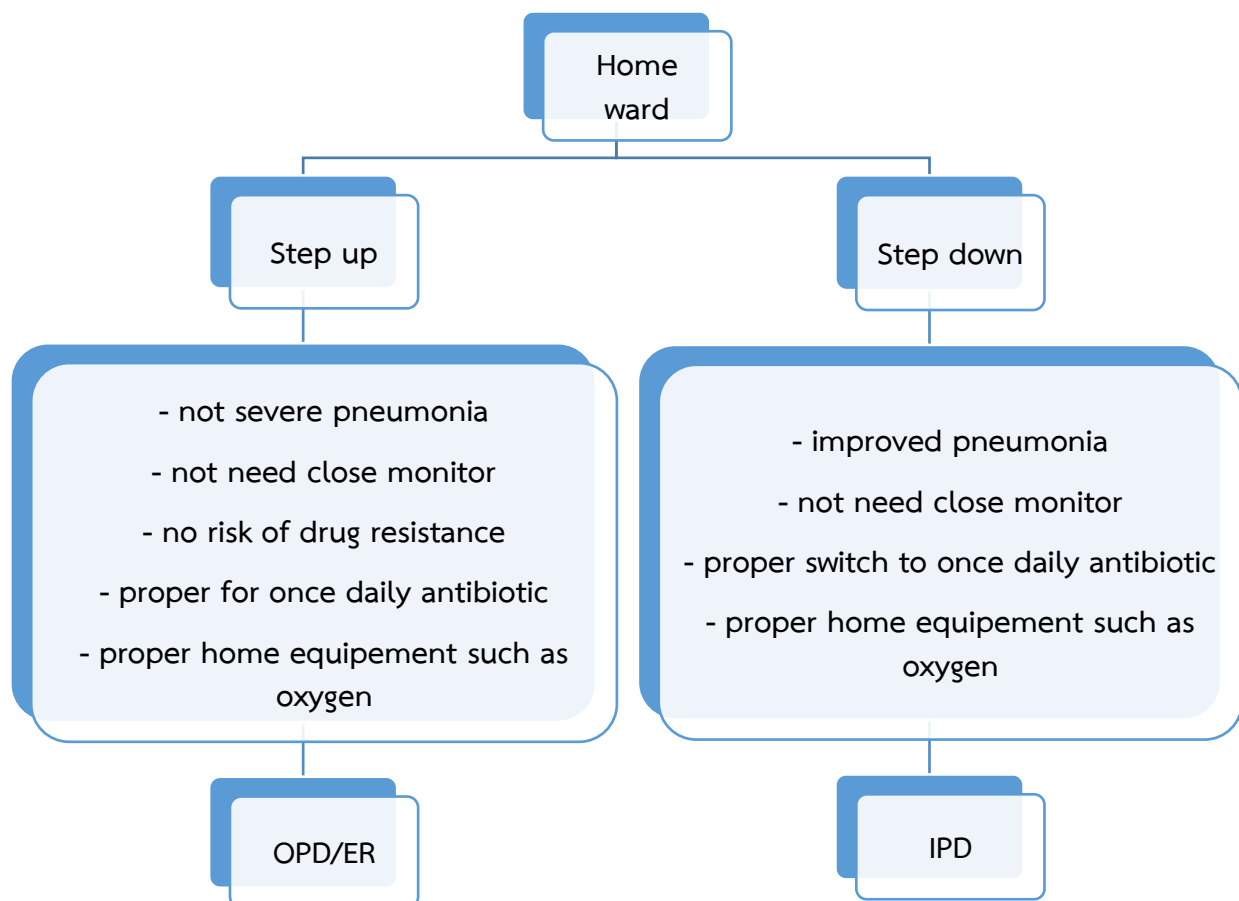 Home
ward
Step up
Step down
- not severe pneumonia
- not need close monitor
- no risk of drug resistance
- proper for once daily antibiotic
- proper home equipement such as
oxygen
- improved pneumonia
- not need close monitor
- proper switch to once daily antibiotic
- proper home equipement such as
oxygen
OPD/ER
IPD